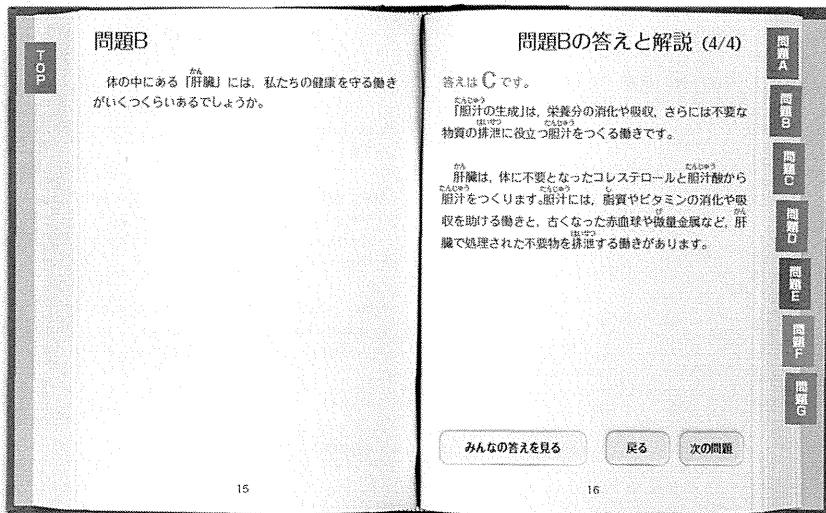 TOP
問題B
体の中にある「肝臓」には，私たちの健康を守る働き
がいくつくらいあるでしょうか。
15
問題Bの答えと解説（4/4）
答えはCです。
「胆汁の生成」は，栄養分の消化や吸収，さらには不要な
物質の排泄に役立つ胆汁をつくる働きです。
肝臓は，体に不要となったコレステロールと胆汁酸から
胆汁をつくります。胆汁には，脂質やビタミンの消化や吸
収を助ける働きと，古くなった赤血球や微量金属など，肝
臓で処理された不要物を排泄する働きがあります。
みんなの答えを見る
戻る
次の問題
16
問題A
問題B
問題C
問題D
問題E
問題F
問題G